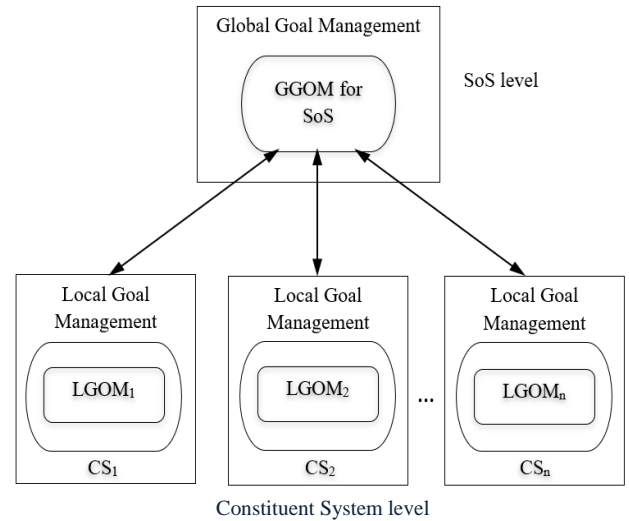 Global Goal Management
GGOM for
SoS
SoS level
Local Goal
Management
LGOM₁
CS₁
Local Goal
Management
LGOM₂
CS₂
...
Local Goal
Management
LGOMₙ
CSₙ
Constituent System level